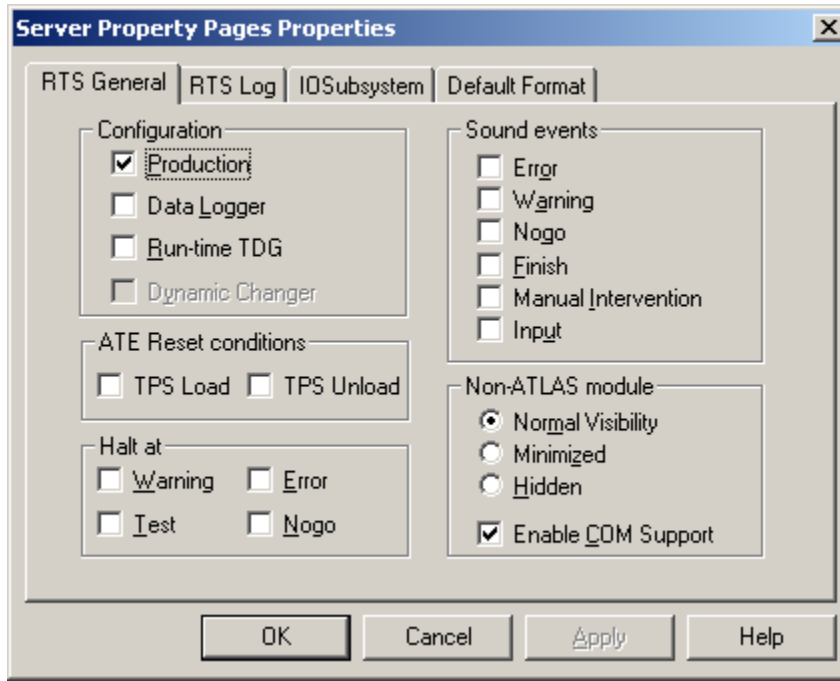 Server Property Pages Properties
RTS General RTS Log IOSubsystem Default Format
Configuration
Production
Data Logger
Run-time TDG
Dynamic Changer
ATE Reset conditions
TPS Load TPS Unload
Halt at
Warning Error
Test Nogo
Sound events
Error
Warning
Nogo
Finish
Manual Intervention
Input
Non-ATLAS module
Normal Visibility
Minimized
Hidden
Enable COM Support
OK Cancel Apply Help